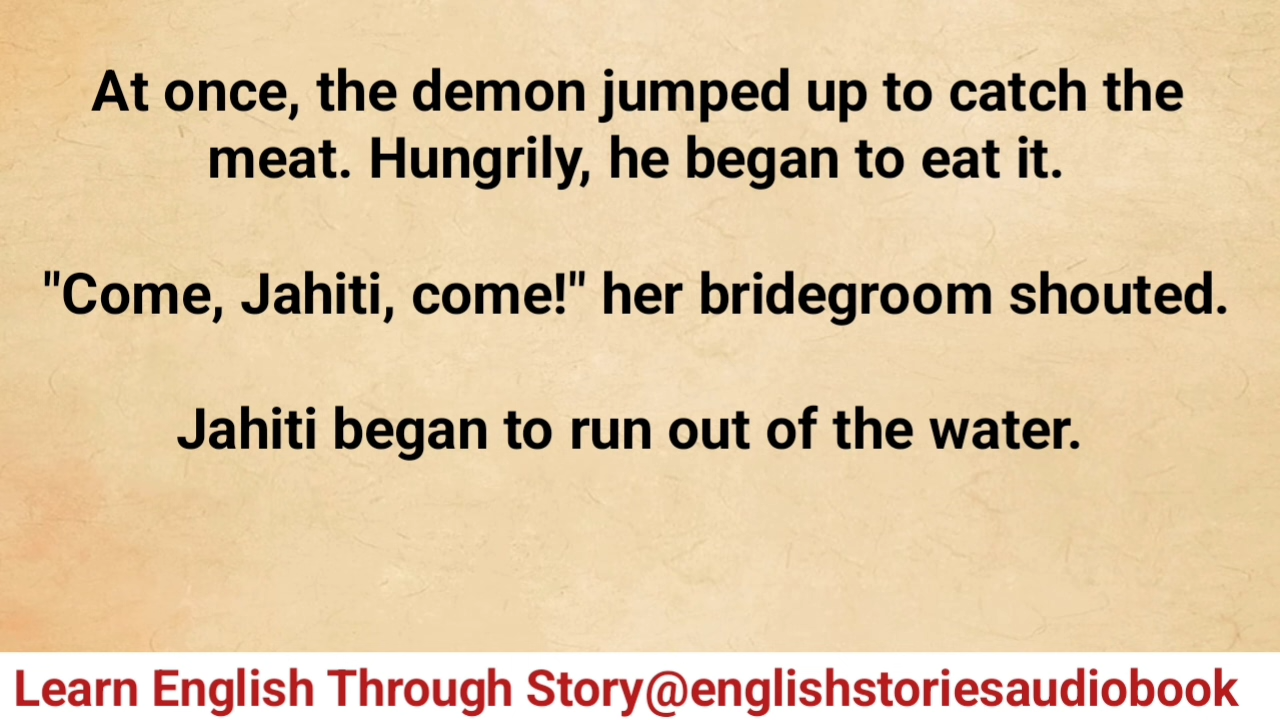 At once, the demon jumped up to catch the
meat. Hungrily, he began to eat it.
"Come, Jahiti, come!" her bridegroom shouted.
Jahiti began to run out of the water.
Learn English Through Story@englishstoriesaudiobook